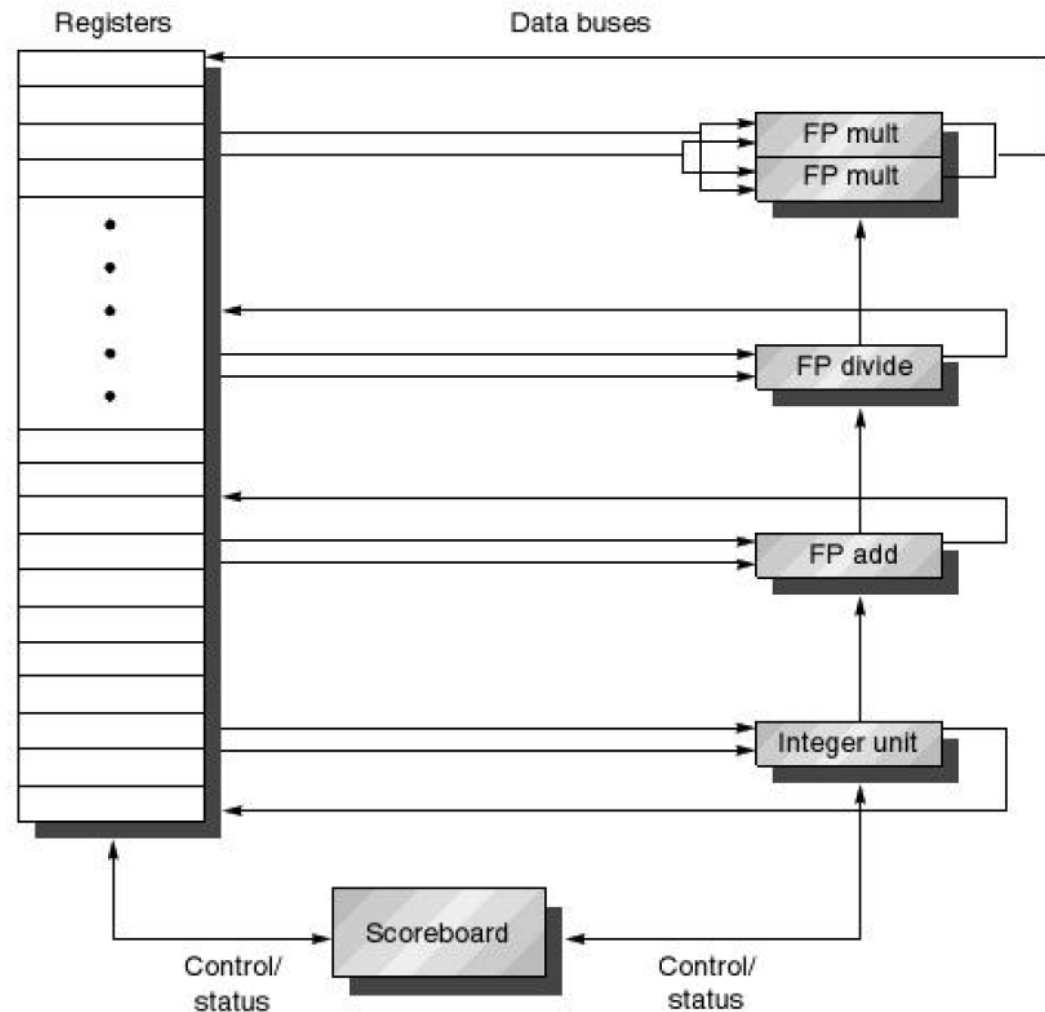 Registers
Data buses
FP mult
FP mult
FP divide
FP add
Integer unit
Scoreboard
Control/
status
Control/
status